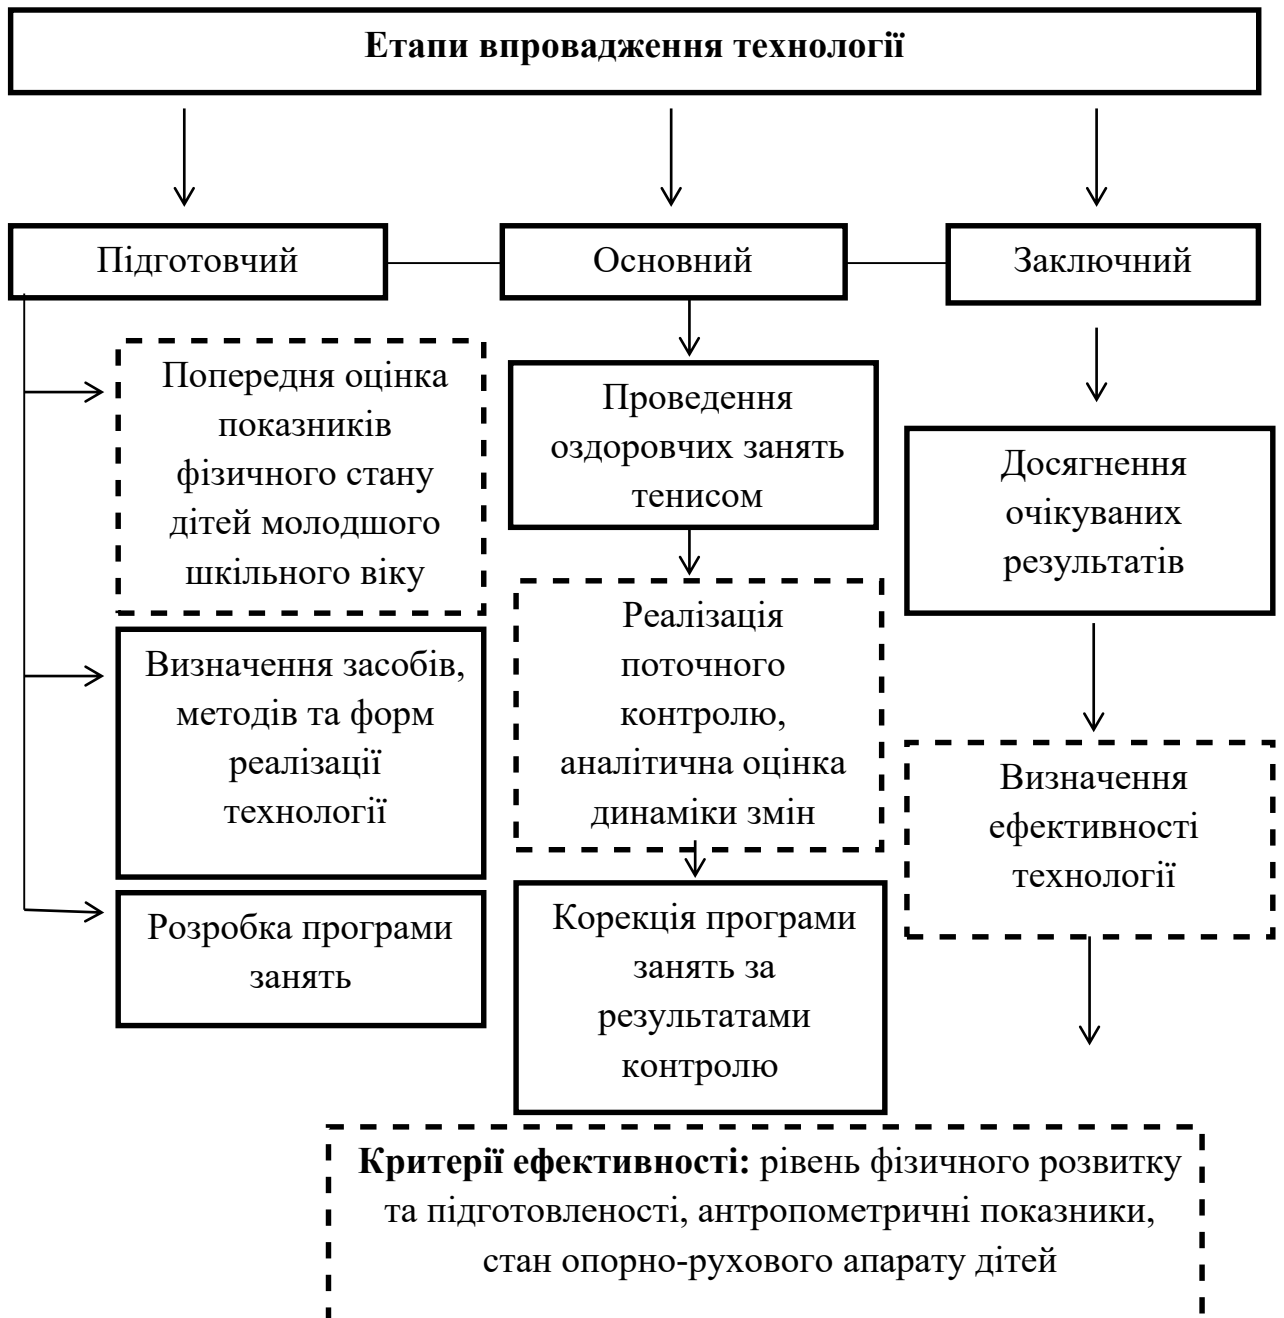 Етапи впровадження технології
Підготовчий
Основний
Заключний
Попередня оцінка
показників
фізичного стану
дітей молодшого
шкільного віку
Визначення засобів,
методів та форм
реалізації
технології
Розробка програми
занять
Проведення
оздоровчих занять
тенисом
Реалізація
поточного
контролю,
аналітична оцінка
динаміки змін
Корекція програми
занять за
результатами
контролю
Досягнення
очікуваних
результатів
Визначення
ефективності
технології
Критерії ефективності: рівень фізичного розвитку
та підготовленості, антропометричні показники,
стан опорно-рухового апарату дітей